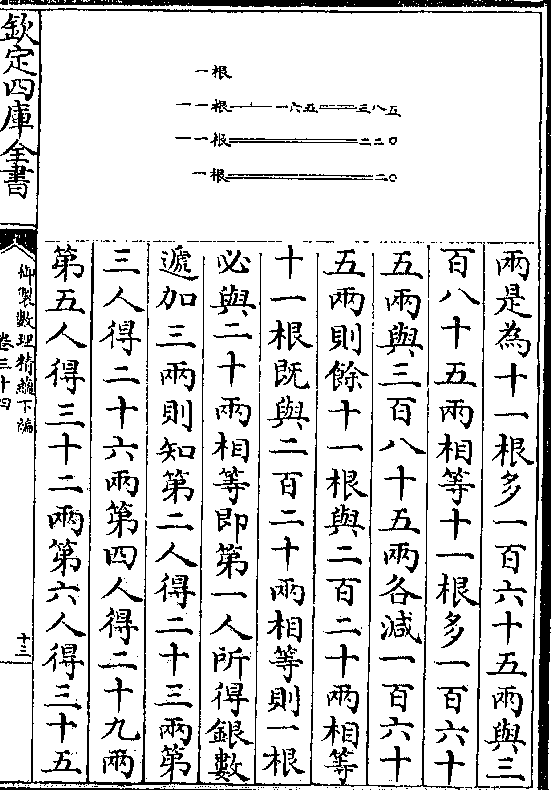 一根
一一根⊥一六五＝三八五
一一根＝二二〇
一根＝二〇
兩是為十一根多一百六十五兩與三
百八十五兩相等十一根多一百六十
五兩與三百八十五兩各減一百六十
五兩則餘十一根與二百二十兩相等
十一根既與二百二十兩相等則一根
必與二十兩相等即第一人所得銀數
遞加三兩則知第二人得二十三兩第
三人得二十六兩第四人得二十九兩
第五人得三十二兩第六人得三十五
欽定四庫全書
御製數理精蘊下編
卷三十四
十三